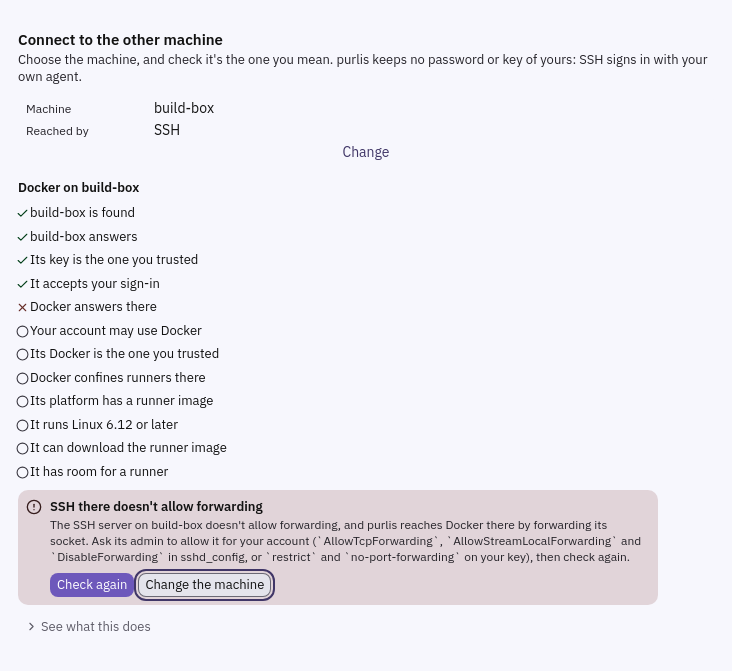 Connect to the other machine
Choose the machine, and check it's the one you mean. purlis keeps no password or key of yours: SSH signs in with your
own agent.
Machine build-box
Reached by SSH
Change
Docker on build-box
build-box is found
build-box answers
Its key is the one you trusted
It accepts your sign-in
Docker answers there
Your account may use Docker
Its Docker is the one you trusted
Docker confines runners there
Its platform has a runner image
It runs Linux 6.12 or later
It can download the runner image
It has room for a runner
SSH there doesn't allow forwarding
The SSH server on build-box doesn't allow forwarding, and purlis reaches Docker there by forwarding its
socket. Ask its admin to allow it for your account (`AllowTcpForwarding`, `AllowStreamLocalForwarding` and
`DisableForwarding` in sshd_config, or `restrict` and `no-port-forwarding` on your key), then check again.
Check again Change the machine
See what this does